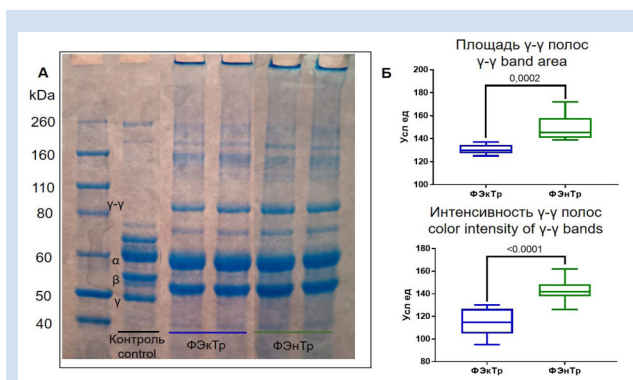 А
kDa
260
160
110
80
60
50
40
γ-γ
α
β
γ
Контроль
control
ФЭкТр
ФЭнТр
Б
Площадь γ-γ полос
γ-γ band area
Усл ед
160
180
140
120
100
0,0002
ФЭкТр
ФЭнТр
Интенсивность γ-γ полос
color intensity of γ-γ bands
Усл ед
180
160
140
120
100
80
<0.0001
ФЭкТр
ФЭнТр